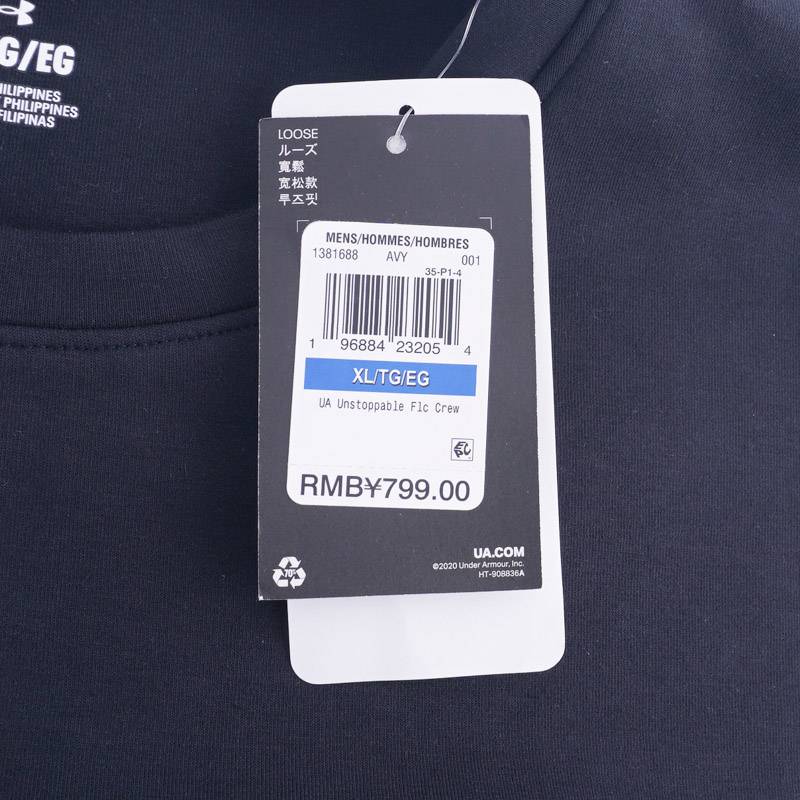 G/EG
PHILIPPINES
FILIPINAS
LOOSE
ルーズ
寬鬆
宽松款
루즈핏
MENS/HOMMES/HOMBRES
1381688 AVY 001
35-P1-4
1 96884 23205 4
XL/TG/EG
UA Unstoppable Flc Crew
RMB¥799.00
70%
UA.COM
©2020 Under Armour, Inc.
HT-908836A